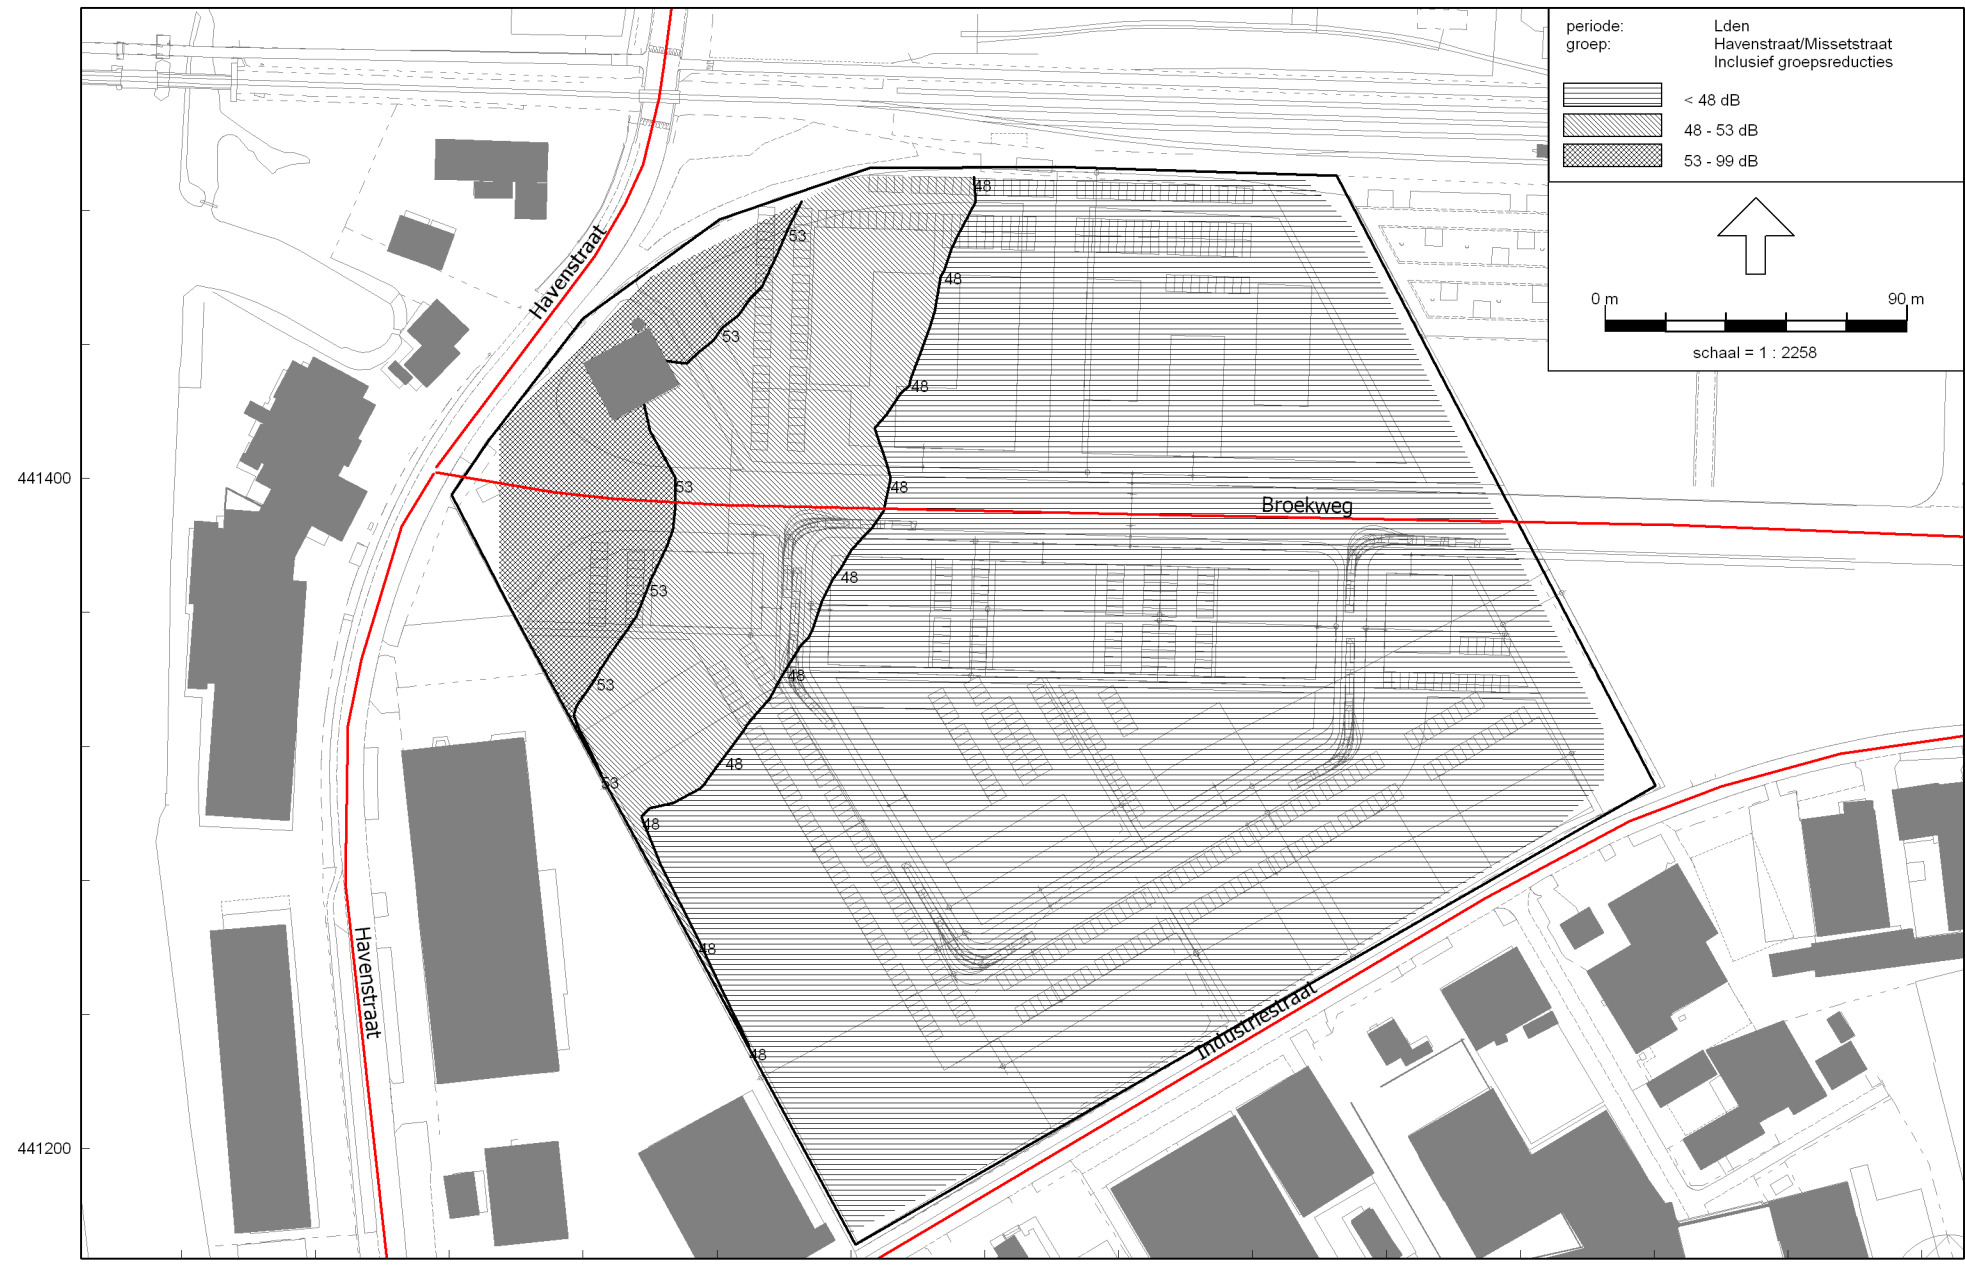 periode: Lden
groep: Havenstraat/Missetstraat
Inclusief groepsreducties
< 48 dB
48 - 53 dB
53 - 99 dB
0 m 90 m
schaal = 1 : 2258
48
53
Havenstraat
48
53
48
441400
53
48
Broekweg
48
53
48
53
48
53
48
Havenstraat
48
Industriestraat
48
441200